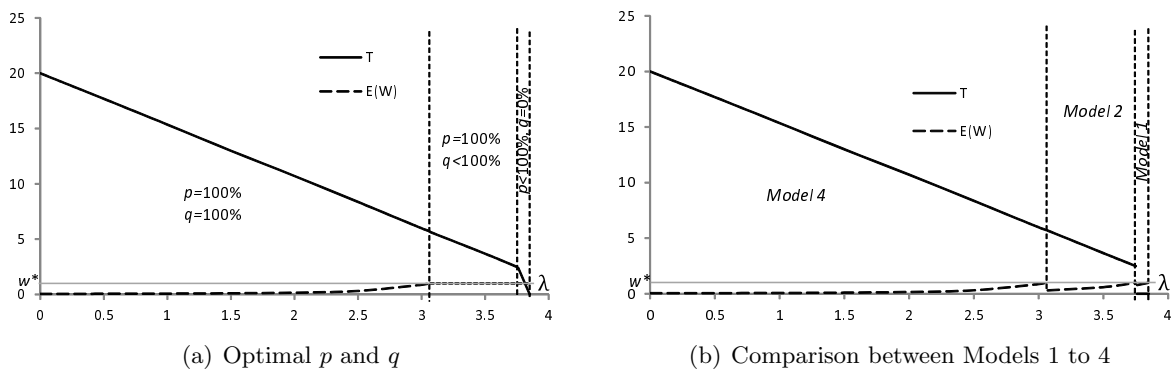 25
20
15
10
5
0
w*
T
E(W)
p=100%
q=100%
p=100%
q<100%
p<100%, q=0%
λ
0 0.5 1 1.5 2 2.5 3 3.5 4
(a) Optimal p and q
25
20
15
10
5
0
w*
T
E(W)
Model 4
Model 2
Model 1
λ
0 0.5 1 1.5 2 2.5 3 3.5 4
(b) Comparison between Models 1 to 4